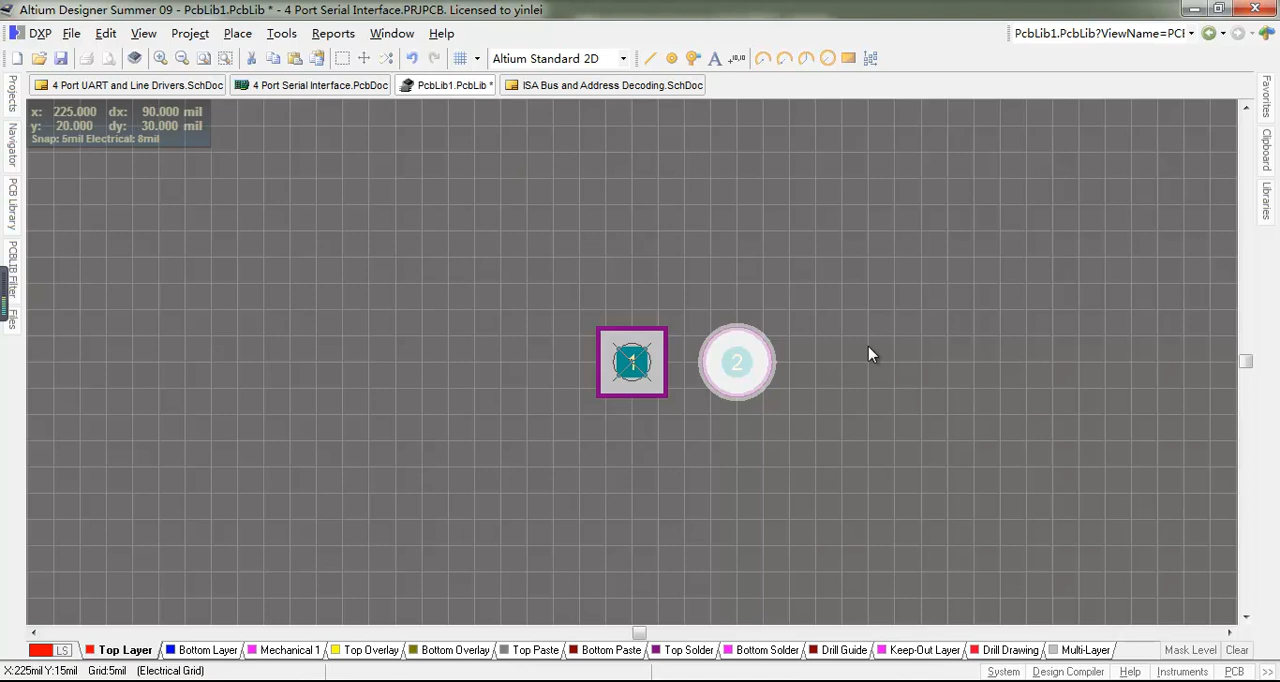 Altium Designer Summer 09 - PcbLib1.PcbLib * - 4 Port Serial Interface.PRJPCB. Licensed to yinlei
DXP File Edit View Project Place Tools Reports Window Help
PcbLib1.PcbLib?ViewName=PCB
Altium Standard 2D
4 Port UART and Line Drivers.SchDoc 4 Port Serial Interface.PcbDoc PcbLib1.PcbLib * ISA Bus and Address Decoding.SchDoc
x: 225.000 dx: 90.000 mil
y: 20.000 dy: 30.000 mil
Snap: 5mil Electrical: 8mil
Projects
Navigator
PCB Library
PCBLIB Filter
Files
Favorites
Clipboard
Libraries
1
2
LS Top Layer Bottom Layer Mechanical 1 Top Overlay Bottom Overlay Top Paste Bottom Paste Top Solder Bottom Solder Drill Guide Keep-Out Layer Drill Drawing Multi-Layer Mask Level Clear
X:225mil Y:15mil Grid:5mil (Electrical Grid) System Design Compiler Help Instruments PCB >>